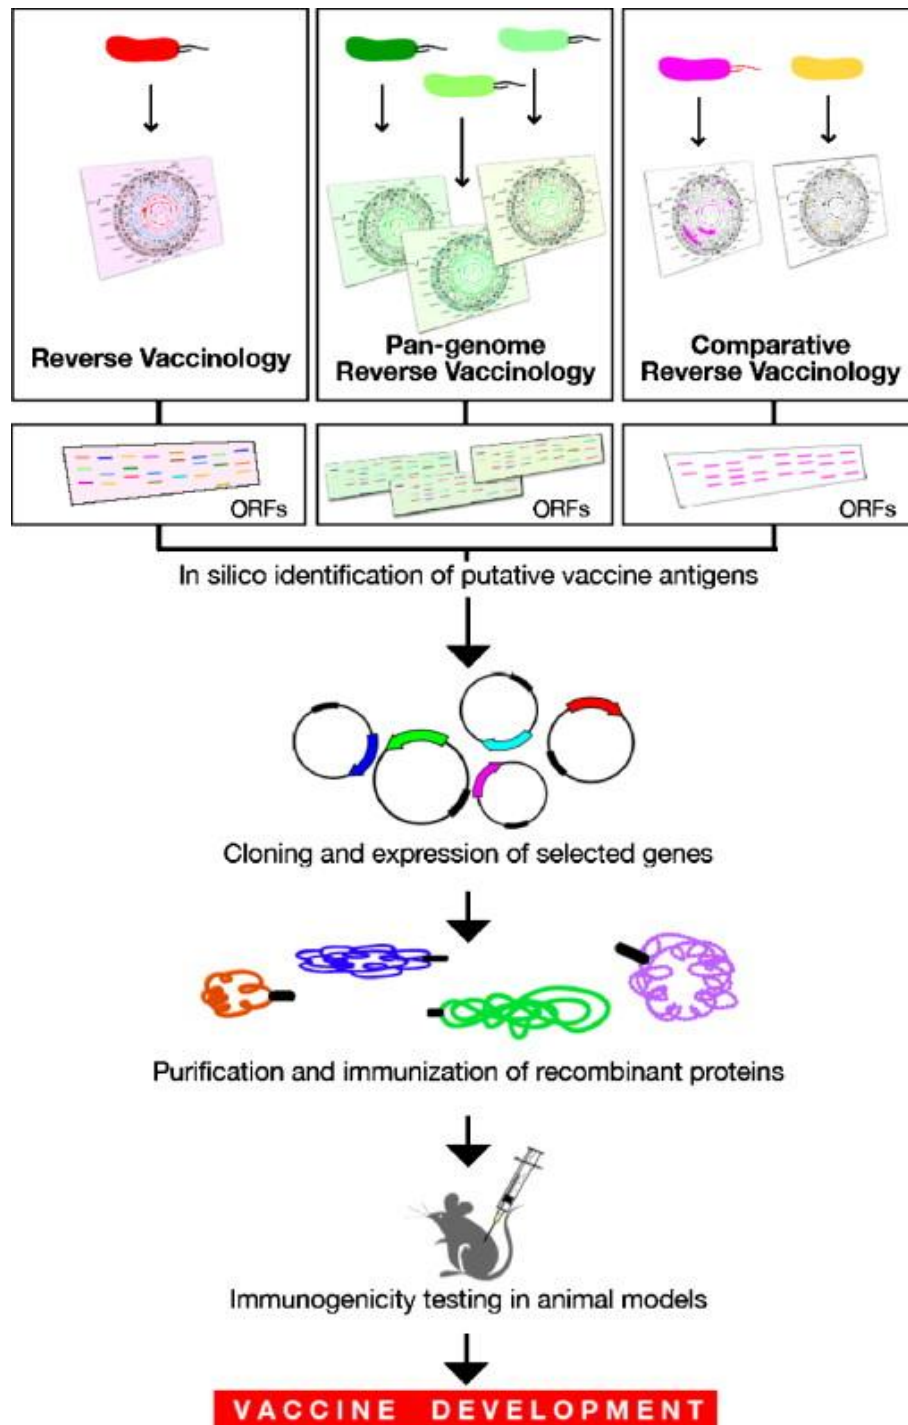 Reverse Vaccinology
Pan-genome
Reverse Vaccinology
Comparative
Reverse Vaccinology
ORFs
ORFs
ORFs
In silico identification of putative vaccine antigens
Cloning and expression of selected genes
Purification and immunization of recombinant proteins
Immunogenicity testing in animal models
VACCINE DEVELOPMENT